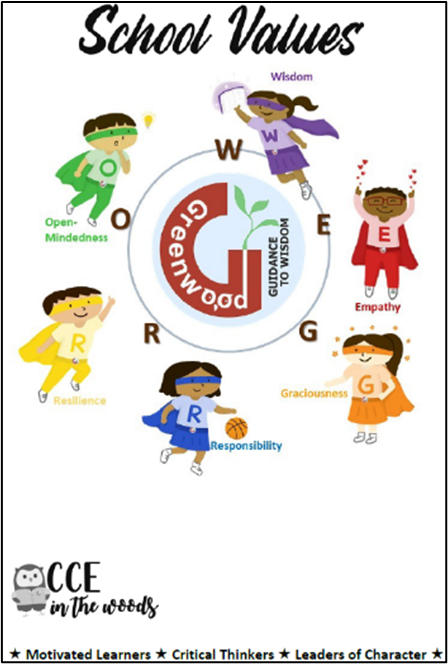 School Values
Wisdom
W
W
O
Open-
Mindedness
O
E
E
Empathy
Greenwood
GUIDANCE
TO WISDOM
R
Resilience
R
G
Graciousness
G
R
Responsibility
CCE
in the woods
★ Motivated Learners ★ Critical Thinkers ★ Leaders of Character ★